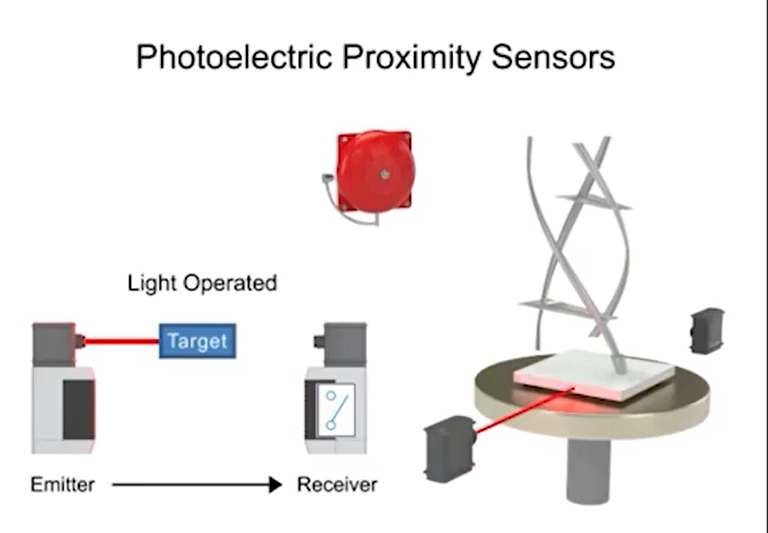 Photoelectric Proximity Sensors
Light Operated
Target
Emitter
Receiver